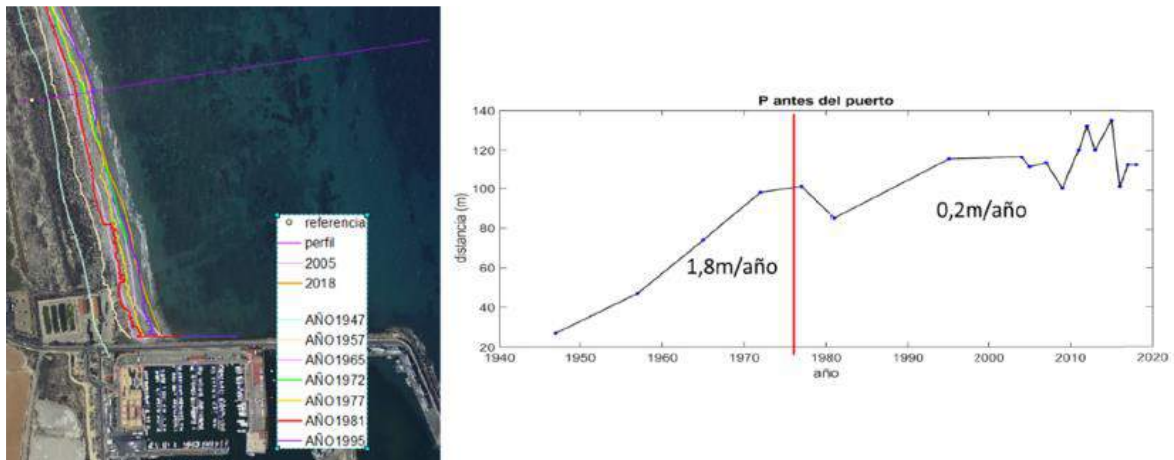 referencia
perfil
2005
2018
AÑO1947
AÑO1957
AÑO1965
AÑO1972
AÑO1977
AÑO1981
AÑO1995
P antes del puerto
distancia (m)
140
120
100
80
60
40
20
1,8m/año
0,2m/año
1940 1950 1960 1970 1980 1990 2000 2010 2020
año